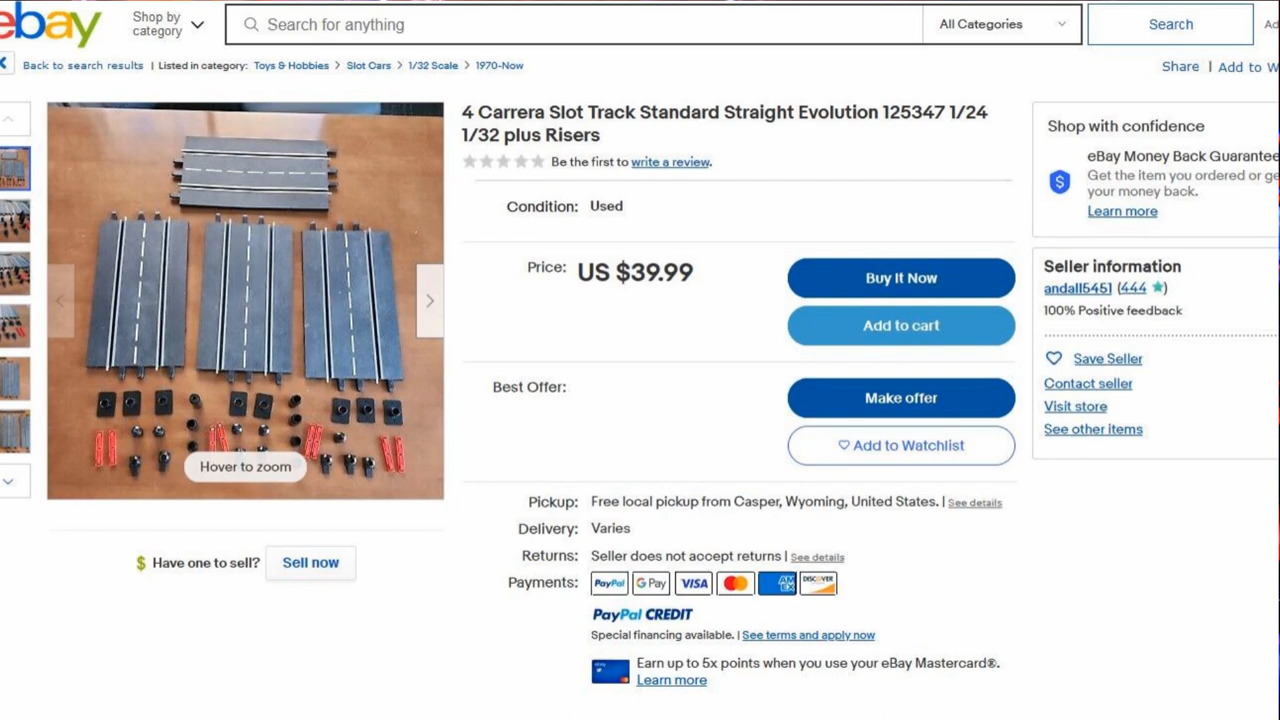 ebay
Shop by
category
Search for anything
All Categories
Search
Back to search results | Listed in category: Toys & Hobbies > Slot Cars > 1/32 Scale > 1970-Now
Share | Add to W
4 Carrera Slot Track Standard Straight Evolution 125347 1/24
1/32 plus Risers
Be the first to write a review.
Condition: Used
Price: US $39.99
Buy It Now
Add to cart
Best Offer:
Make offer
Add to Watchlist
Hover to zoom
$ Have one to sell? Sell now
Pickup: Free local pickup from Casper, Wyoming, United States. | See details
Delivery: Varies
Returns: Seller does not accept returns | See details
Payments: PayPal G Pay VISA AMEX DISCOVER
PayPal CREDIT
Special financing available. | See terms and apply now
Earn up to 5x points when you use your eBay Mastercard®.
Learn more
Shop with confidence
eBay Money Back Guarantee
Get the item you ordered or ge
your money back.
Learn more
Seller information
andall5451 (444)
100% Positive feedback
Save Seller
Contact seller
Visit store
See other items